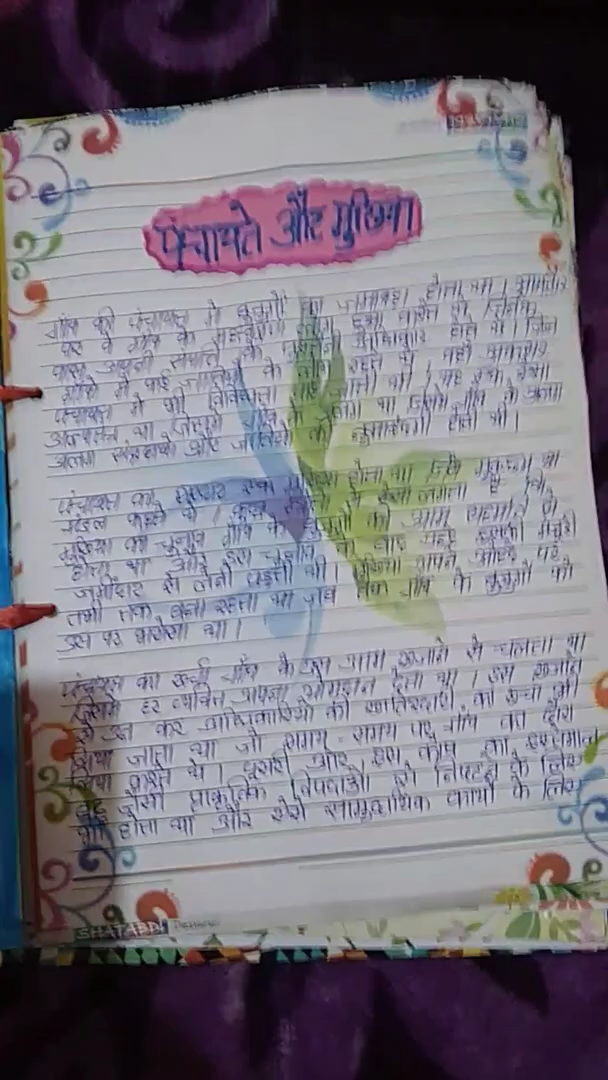 पंचायतें और मुखिया
गाँव की पंचायत में बुजुर्गों का जमावड़ा होता था। आमतौर
पर वे गाँव के महत्वपूर्ण लोग हुआ करते थे जिनके
पास अपनी संपत्ति के पुश्तैनी अधिकार होते थे। जिन
गाँवों में कई जातियों के लोग रहते थे वहाँ अकसर
पंचायत में भी विविधता पाई जाती थी। यह एक ऐसा
अल्पतंत्र था जिसमें गाँव के अलग
अलग संप्रदायों और जातियों की नुमाइंदगी होती थी।
पंचायत का सरदार एक मुखिया होता था जिसे मुकद्दम या
मंडल कहते थे। कुछ स्रोतों से ऐसा लगता है कि
मुखिया का चुनाव गाँव के बुजुर्गों की आम सहमति से
होता था और इस चुनाव के बाद उन्हें इसकी मंजूरी
जमींदार से लेनी पड़ती थी। मुखिया अपने ओहदे पर
तभी तक बना रहता था जब तक गाँव के बुजुर्गों को
उस पर भरोसा था।
पंचायत का खर्चा गाँव के उस आम खजाने से चलता था
जिसमें हर व्यक्ति अपना योगदान देता था। इस खजाने
से उन कर अधिकारियों की खातिरदारी का खर्चा भी
किया जाता था जो समय-समय पर गाँव का दौरा
किया करते थे। दूसरी ओर इस कोष का इस्तेमाल
बाढ़ जैसी प्राकृतिक विपदाओं से निपटने के लिए
भी होता था और ऐसे सामुदायिक कार्यों के लिए
SHATABDI Designer